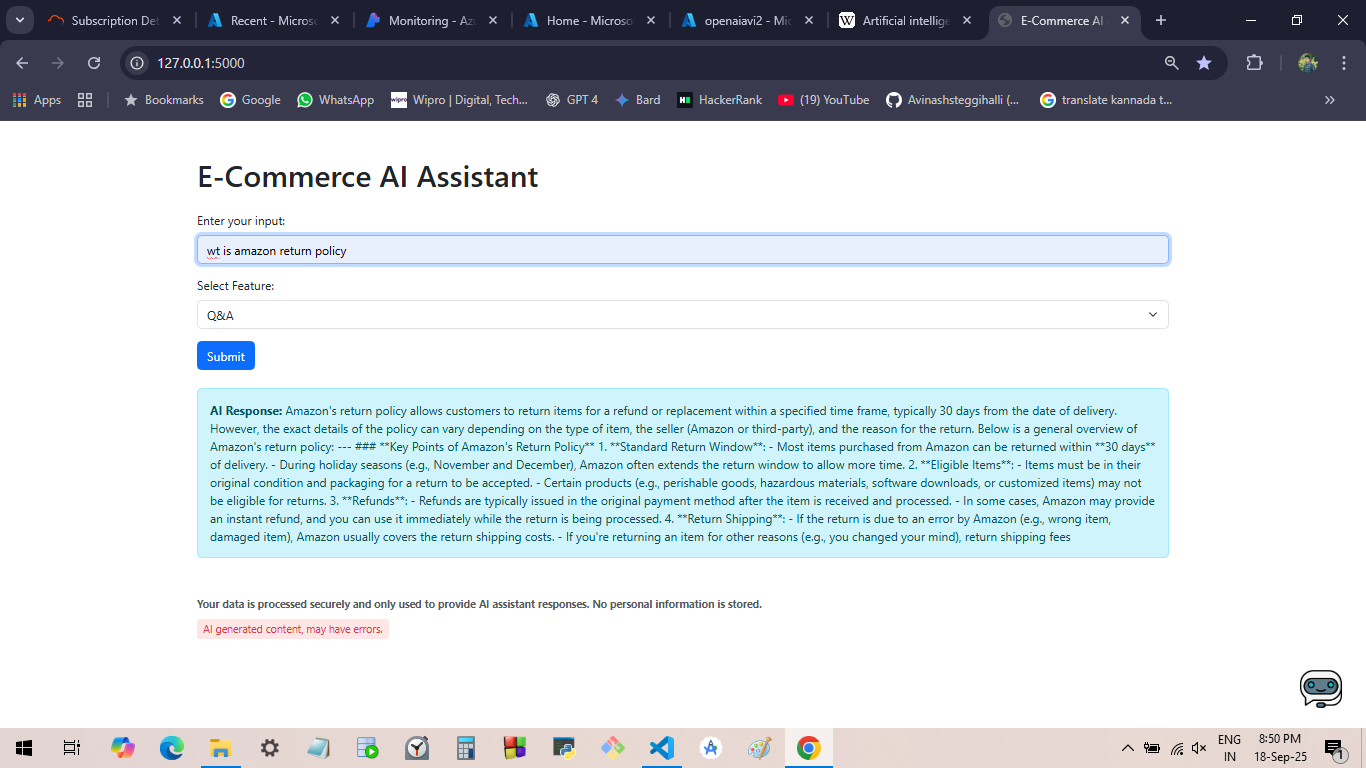 Subscription Det
Recent - Microso
Monitoring - Az
Home - Microso
openaiavi2 - Mic
Artificial intellige
E-Commerce AI
127.0.0.1:5000
Apps
Bookmarks
Google
WhatsApp
wipro
Wipro | Digital, Tech...
GPT 4
Bard
HackerRank
(19) YouTube
Avinashsteggihalli (...
translate kannada t...
E-Commerce AI Assistant
Enter your input:
wt is amazon return policy
Select Feature:
Q&A
Submit
AI Response: Amazon's return policy allows customers to return items for a refund or replacement within a specified time frame, typically 30 days from the date of delivery.
However, the exact details of the policy can vary depending on the type of item, the seller (Amazon or third-party), and the reason for the return. Below is a general overview of
Amazon's return policy: --- ### **Key Points of Amazon's Return Policy** 1. **Standard Return Window**: - Most items purchased from Amazon can be returned within **30 days**
of delivery. - During holiday seasons (e.g., November and December), Amazon often extends the return window to allow more time. 2. **Eligible Items**: - Items must be in their
original condition and packaging for a return to be accepted. - Certain products (e.g., perishable goods, hazardous materials, software downloads, or customized items) may not
be eligible for returns. 3. **Refunds**: - Refunds are typically issued in the original payment method after the item is received and processed. - In some cases, Amazon may provide
an instant refund, and you can use it immediately while the return is being processed. 4. **Return Shipping**: - If the return is due to an error by Amazon (e.g., wrong item,
damaged item), Amazon usually covers the return shipping costs. - If you're returning an item for other reasons (e.g., you changed your mind), return shipping fees
Your data is processed securely and only used to provide AI assistant responses. No personal information is stored.
AI generated content, may have errors.
ENG
IN
8:50 PM
18-Sep-25
1